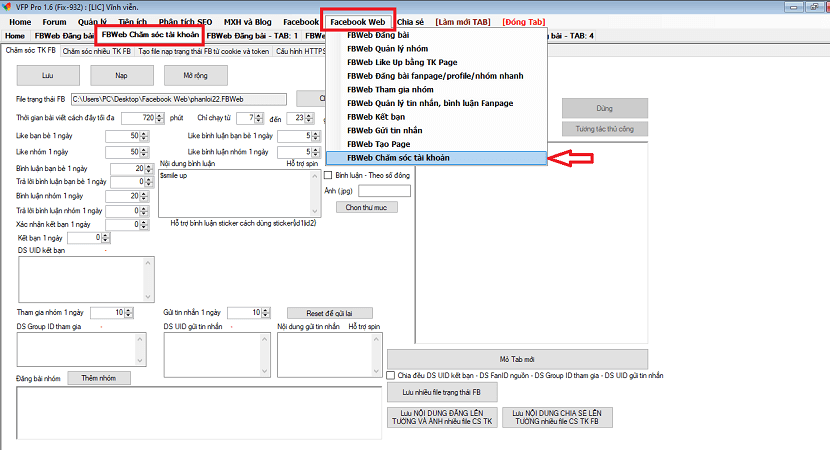 VFP Pro 1.6 (Fix-932) : [LIC] Vĩnh viễn.
Home Forum Quản lý Tiện ích Phân tích SEO MXH và Blog Facebook Facebook Web Chia sẻ [Làm mới TAB] [Đóng Tab]
Home FBWeb Đăng bài FBWeb Chăm sóc tài khoản FBWeb Đăng bài - TAB: 1 FBWe Web Đăng bài - TAB: 4
FBWeb Đăng bài
FBWeb Quản lý nhóm
FBWeb Like Up bằng TK Page
FBWeb Đăng bài fanpage/profile/nhóm nhanh
FBWeb Tham gia nhóm
FBWeb Quản lý tin nhắn, bình luận Fanpage
FBWeb Kết bạn
FBWeb Gửi tin nhắn
FBWeb Tạo Page
FBWeb Chăm sóc tài khoản
Chăm sóc TK FB Chăm sóc nhiều TK FB Tạo file nạp trạng thái FB từ cookie và token Cấu hình HTTPS
Lưu Nạp Mở rộng
File trạng thái FB C:\Users\PC\Desktop\Facebook Web\phanloi22.FBWeb
Thời gian bài viết cách đây tối đa 720 phút Chỉ chạy từ 7 đến 23
Dừng
Tương tác thủ công
Like bạn bè 1 ngày 50 Like bình luận bạn bè 1 ngày 5
Like nhóm 1 ngày 50 Like bình luận nhóm 1 ngày 5
Bình luận bạn bè 1 ngày 20 Nội dung bình luận Hỗ trợ spin
Trả lời bình luận bạn 1 ngày 0 $smile up Bình luận - Theo số đông
Bình luận nhóm 1 ngày 20 Ảnh (.jpg)
Trả lời bình luận nhóm 1 ngày 0 Chọn thư mục
Xác nhận kết bạn 1 ngày 0 Hỗ trợ bình luận sticker cách dùng sticker{id1|id2}
Kết bạn 1 ngày 0
DS UID kết bạn -
Tham gia nhóm 1 ngày 10 Gửi tin nhắn 1 ngày 10 Reset để gửi lại
DS Group ID tham gia - DS UID gửi tin nhắn - Nội dung gửi tin nhắn Hỗ trợ spin
Mở Tab mới
Chia đều DS UID kết bạn - DS FanID nguồn - DS Group ID tham gia - DS UID gửi tin nhắn
Đăng bài nhóm Thêm nhóm
Lưu nhiều file trạng thái FB
Lưu NỘI DUNG ĐĂNG LÊN TƯỜNG VÀ ẢNH nhiều file CS TK
Lưu NỘI DUNG CHIA SẺ LÊN TƯỜNG nhiều file CS TK FB